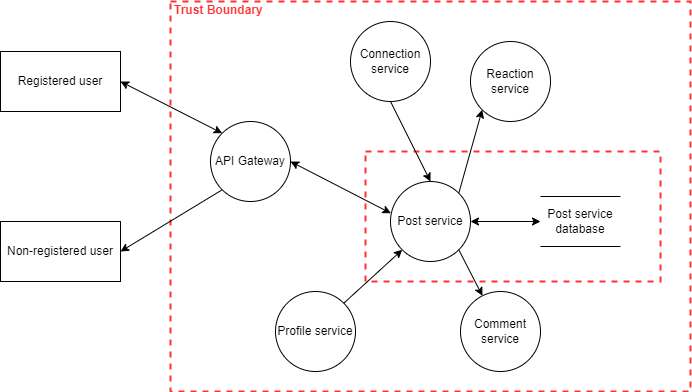 Trust Boundary
Connection
service
Reaction
service
Registered user
API Gateway
Post service
Post service
database
Non-registered user
Profile service
Comment
service